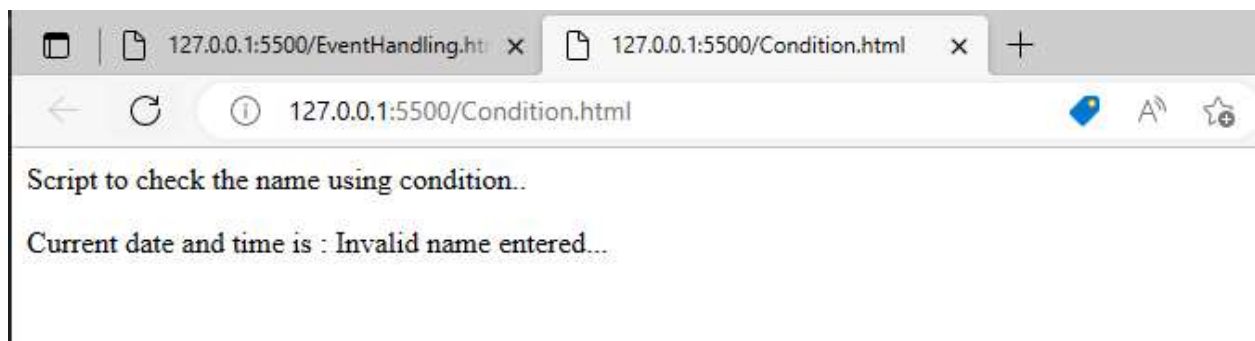 127.0.0.1:5500/EventHandling.ht
127.0.0.1:5500/Condition.html
127.0.0.1:5500/Condition.html
Script to check the name using condition..
Current date and time is : Invalid name entered...